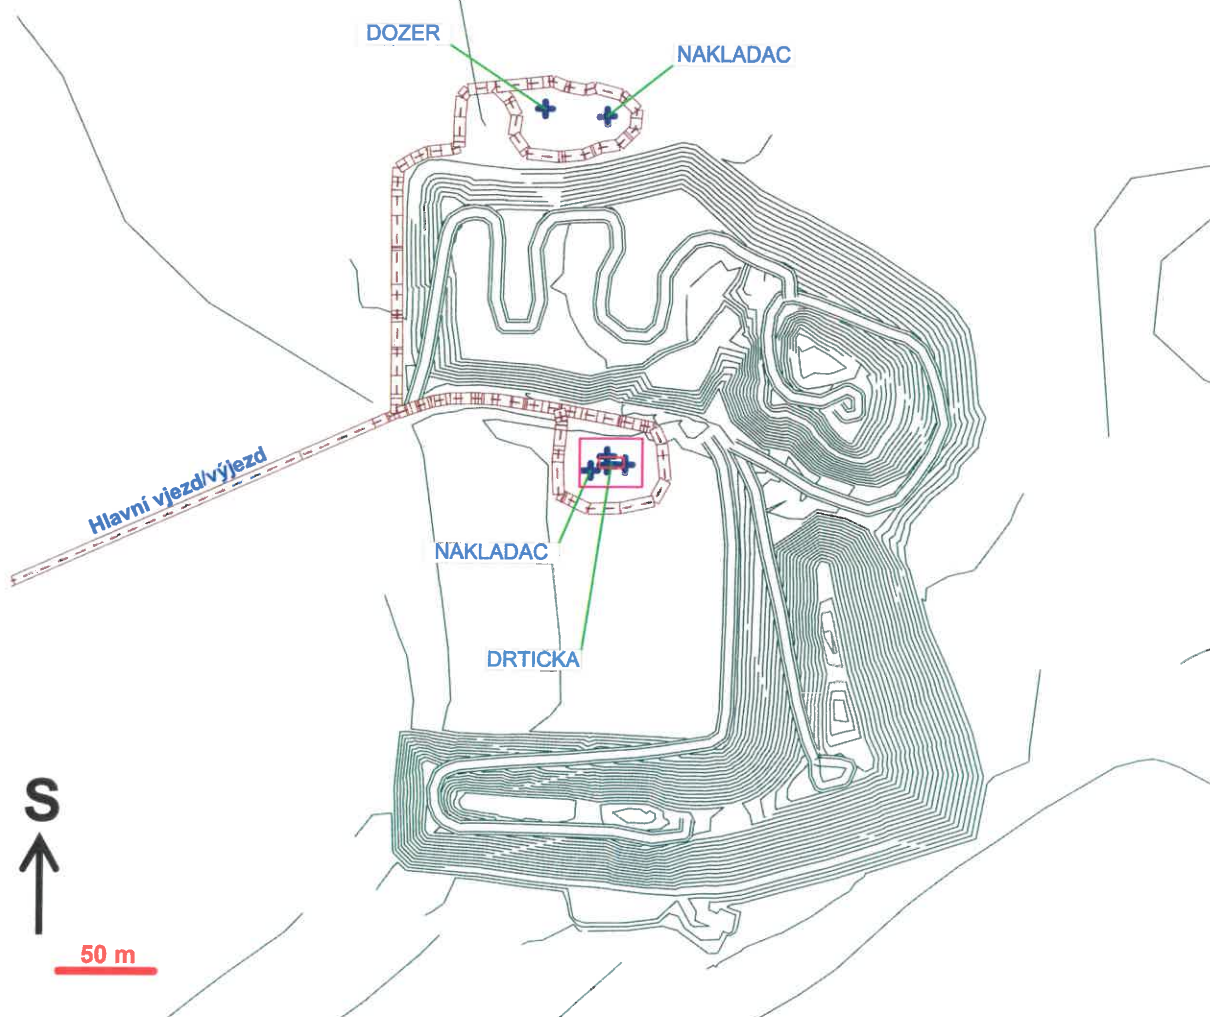 DOZER
NAKLADAC
Hlavní vjezd/výjezd
NAKLADAC
DRTICKA
S
50 m